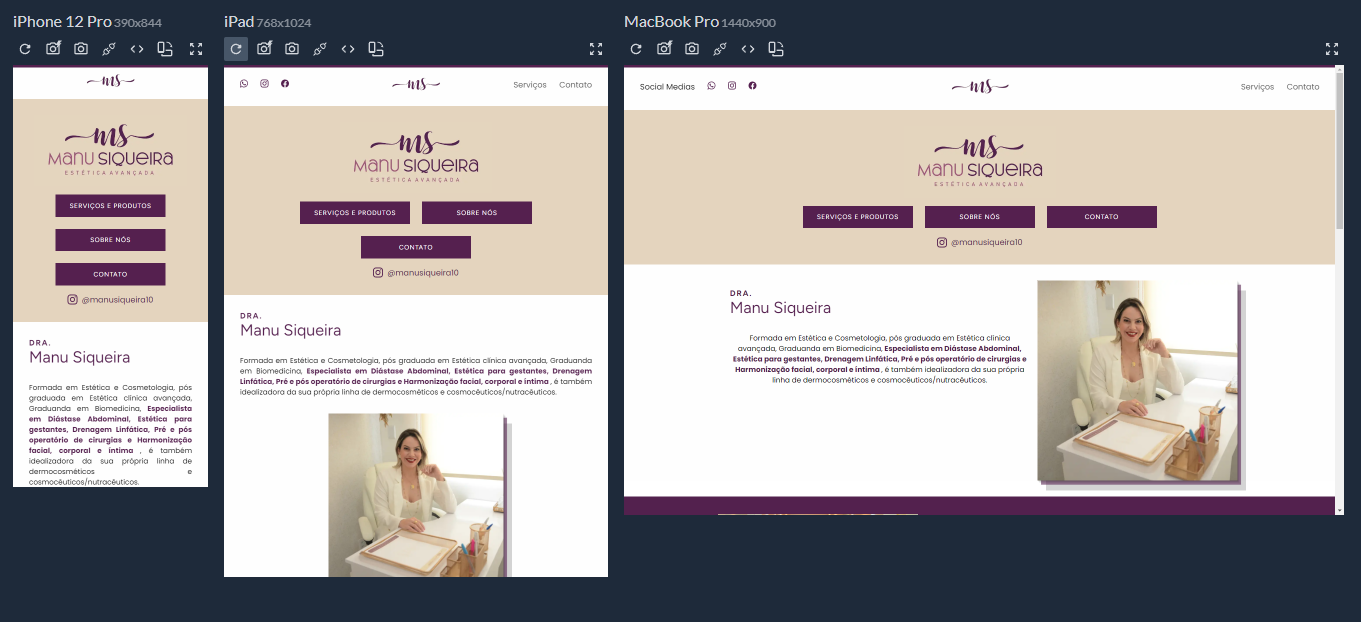 iPhone 12 Pro 390x844
ms
ms
MANU SIQUEIRA
ESTÉTICA AVANÇADA
SERVIÇOS E PRODUTOS
SOBRE NÓS
CONTATO
@manusiqueira10
DRA.
Manu Siqueira
Formada em Estética e Cosmetologia, pós
graduada em Estética clínica avançada,
Graduanda em Biomedicina, Especialista
em Diástase Abdominal, Estética para
gestantes, Drenagem Linfática, Pré e pós
operatório de cirurgias e Harmonização
facial, corporal e íntima , é também
idealizadora da sua própria linha de
dermocosméticos e
cosmocêuticos/nutracêuticos.
iPad 768x1024
ms
Serviços Contato
ms
MANU SIQUEIRA
ESTÉTICA AVANÇADA
SERVIÇOS E PRODUTOS SOBRE NÓS
CONTATO
@manusiqueira10
DRA.
Manu Siqueira
Formada em Estética e Cosmetologia, pós graduada em Estética clínica avançada, Graduanda
em Biomedicina, Especialista em Diástase Abdominal, Estética para gestantes, Drenagem
Linfática, Pré e pós operatório de cirurgias e Harmonização facial, corporal e íntima , é também
idealizadora da sua própria linha de dermocosméticos e cosmocêuticos/nutracêuticos.
MacBook Pro 1440x900
Social Medias ms Serviços Contato
ms
MANU SIQUEIRA
ESTÉTICA AVANÇADA
SERVIÇOS E PRODUTOS SOBRE NÓS CONTATO
@manusiqueira10
DRA.
Manu Siqueira
Formada em Estética e Cosmetologia, pós graduada em Estética clínica
avançada, Graduanda em Biomedicina, Especialista em Diástase Abdominal,
Estética para gestantes, Drenagem Linfática, Pré e pós operatório de cirurgias e
Harmonização facial, corporal e íntima , é também idealizadora da sua própria
linha de dermocosméticos e cosmocêuticos/nutracêuticos.